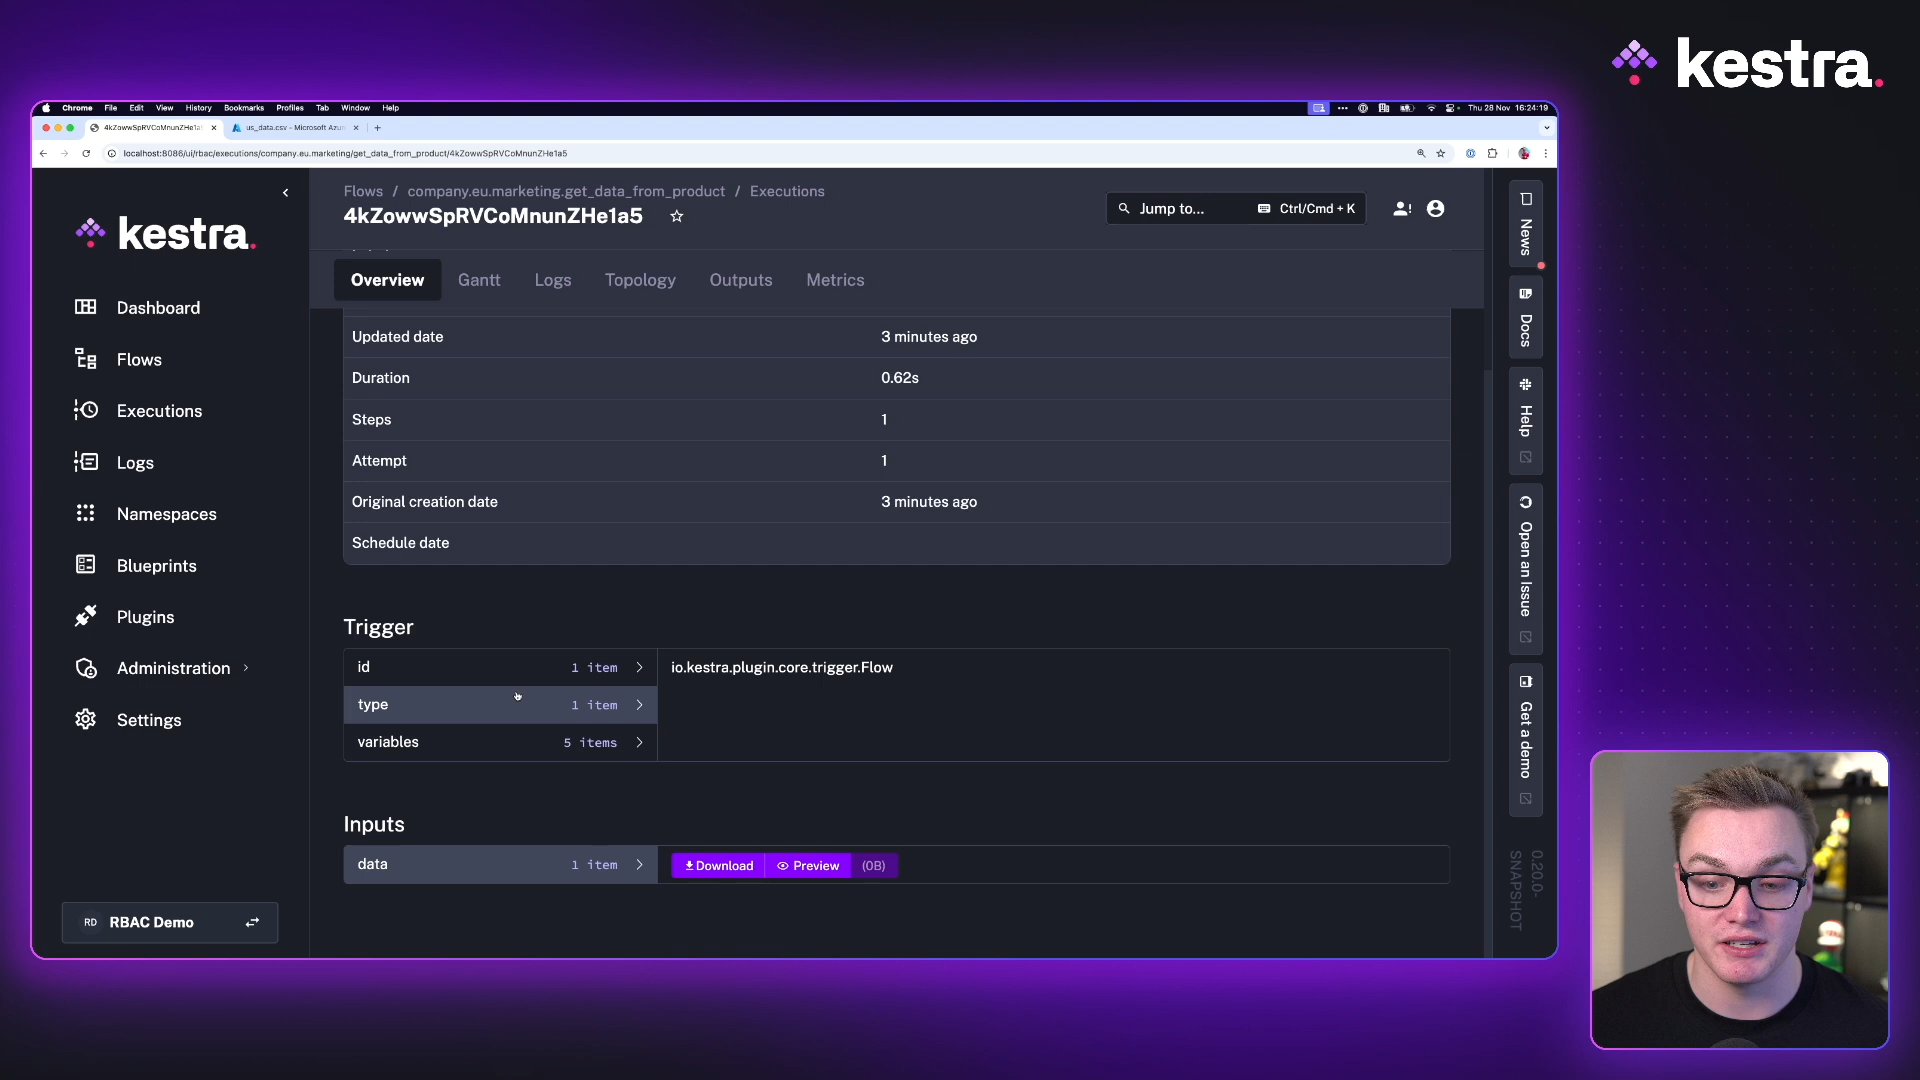 kestra.
Chrome File Edit View History Bookmarks Profiles Tab Window Help
Thu 28 Nov 16:24:19
4kZowwSpRVCoMnunZHe1a
us_data.csv - Microsoft Azur
localhost:8086/ui/rbac/executions/company.eu.marketing/get_data_from_product/4kZowwSpRVCoMnunZHe1a5
kestra.
Dashboard
Flows
Executions
Logs
Namespaces
Blueprints
Plugins
Administration
Settings
RD RBAC Demo
Flows / company.eu.marketing.get_data_from_product / Executions
4kZowwSpRVCoMnunZHe1a5
Jump to... Ctrl/Cmd + K
Overview Gantt Logs Topology Outputs Metrics
Updated date 3 minutes ago
Duration 0.62s
Steps 1
Attempt 1
Original creation date 3 minutes ago
Schedule date
Trigger
id 1 item io.kestra.plugin.core.trigger.Flow
type 1 item
variables 5 items
Inputs
data 1 item Download Preview (0B)
News
Docs
Help
Open an Issue
Get a demo
0.20.0-
SNAPSHOT